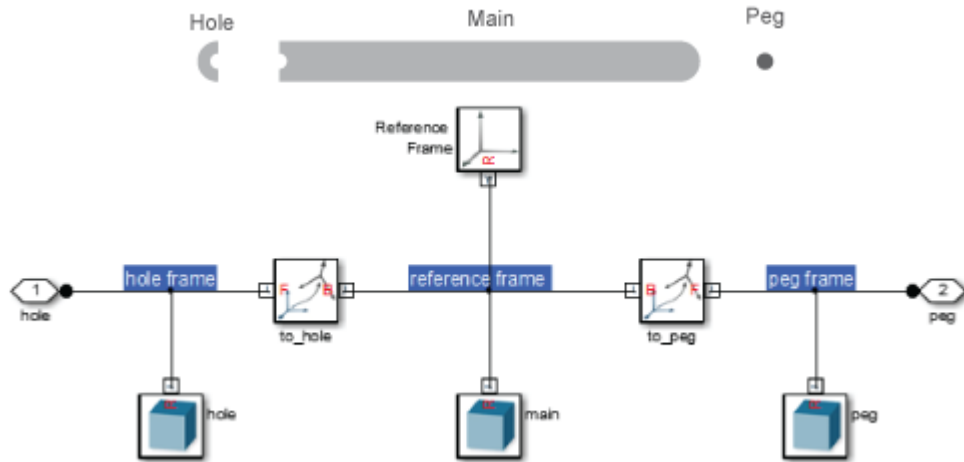 Hole
Main
Peg
Reference
Frame
R
hole frame
reference frame
peg frame
1
F
B
B
F
2
hole
to_hole
to_peg
peg
R
hole
R
main
R
peg